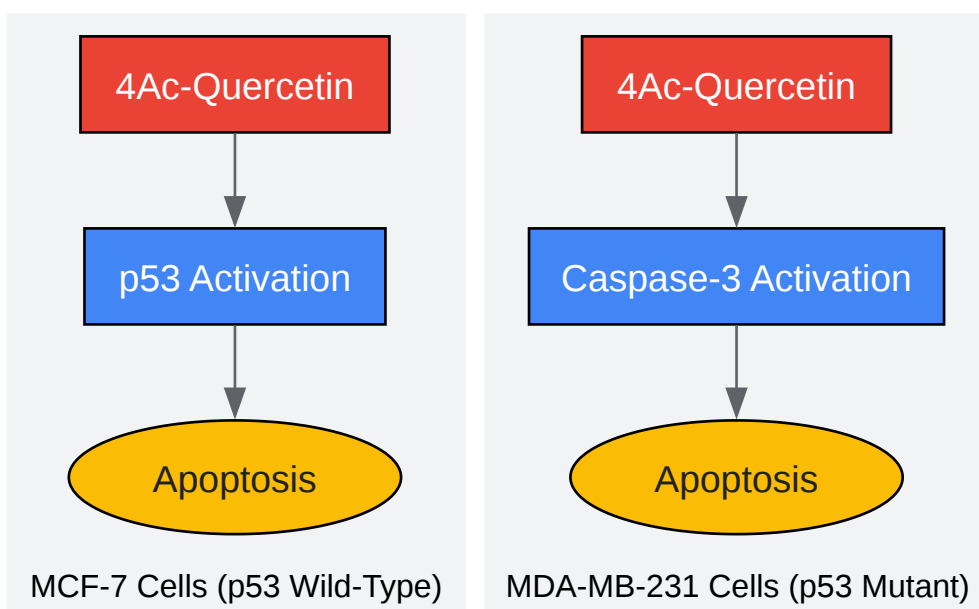 4Ac-Quercetin
p53 Activation
Apoptosis
MCF-7 Cells (p53 Wild-Type)
4Ac-Quercetin
Caspase-3 Activation
Apoptosis
MDA-MB-231 Cells (p53 Mutant)